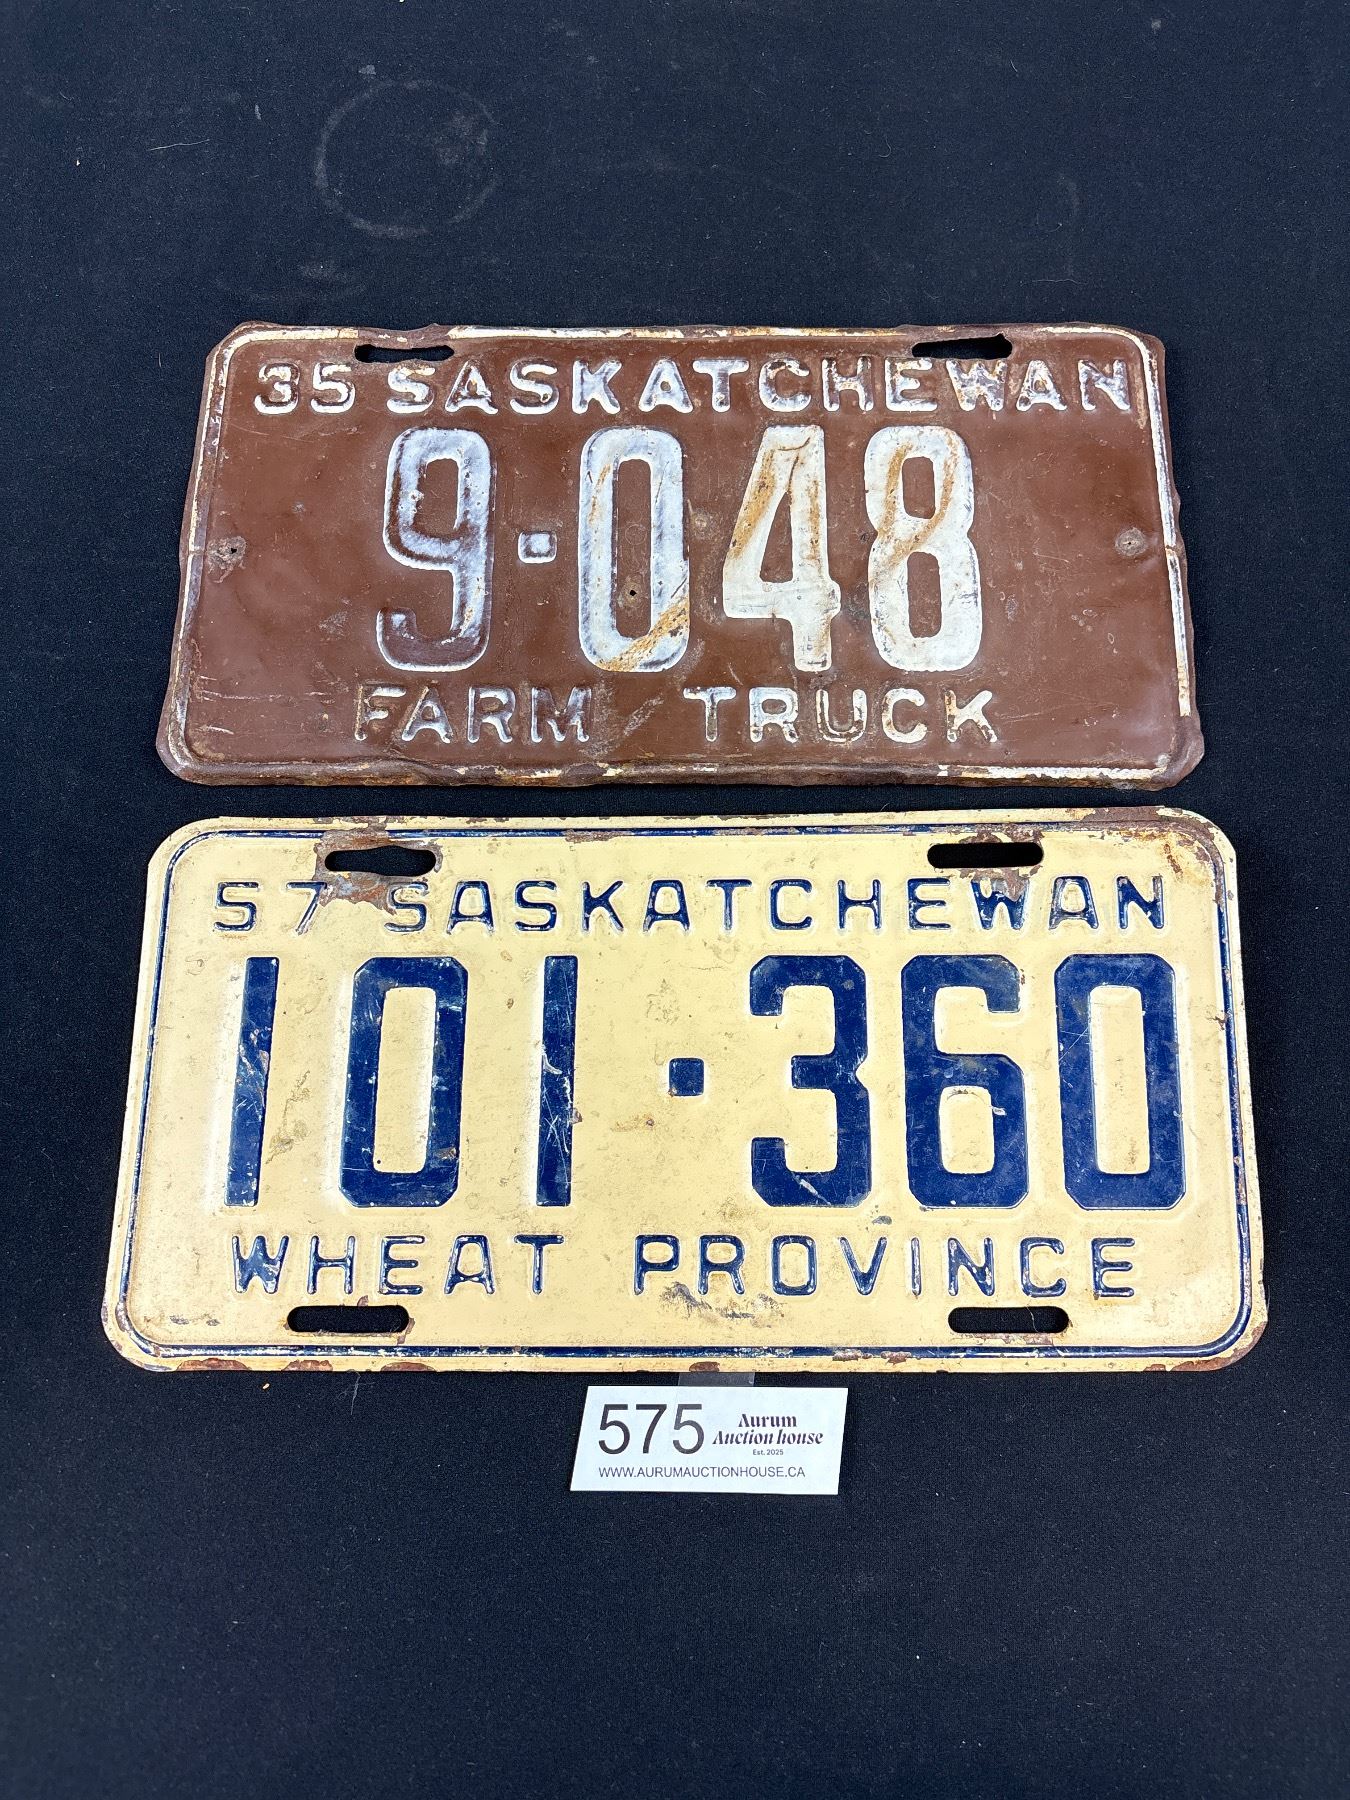 35 SASKATCHEWAN
9·048
FARM TRUCK
57 SASKATCHEWAN
101·360
WHEAT PROVINCE
575 Aurum
Auction house
Est. 2025
WWW.AURUMAUCTIONHOUSE.CA